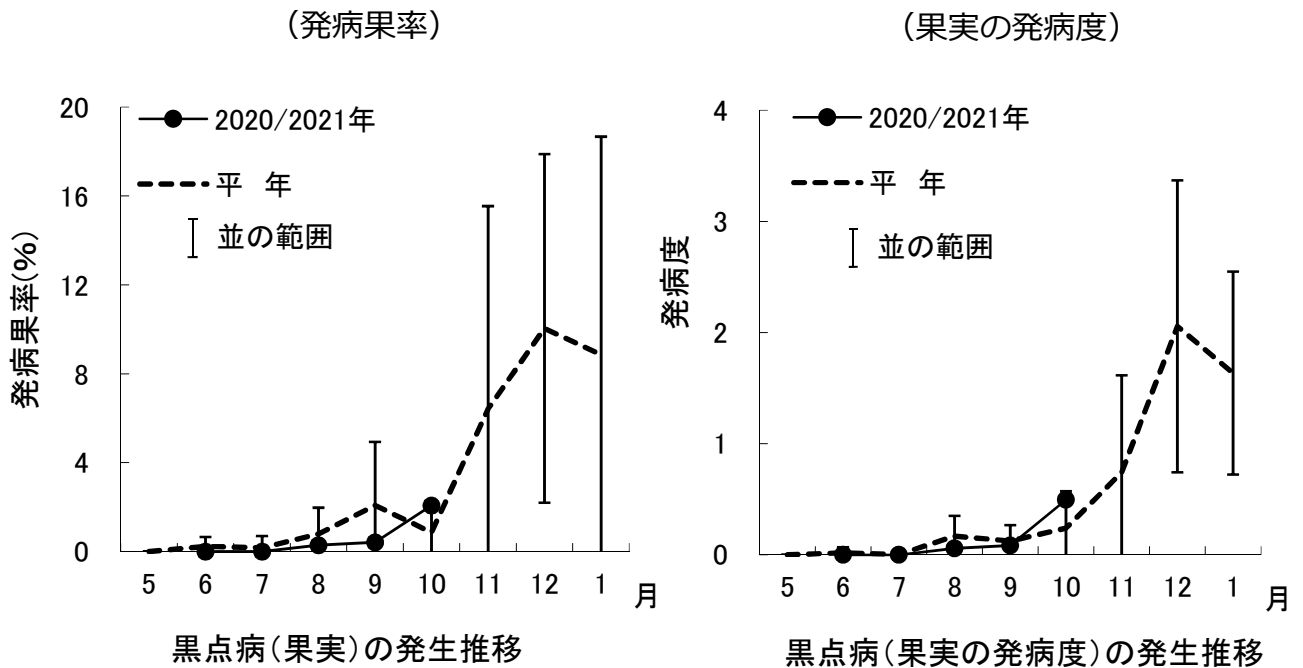 （発病果率）
20
16
12
8
4
0
発病果率(%)
2020/2021年
平　年
並の範囲
5 6 7 8 9 10 11 12 1 月
黒点病（果実）の発生推移
（果実の発病度）
4
3
2
1
0
発病度
2020/2021年
平　年
並の範囲
5 6 7 8 9 10 11 12 1 月
黒点病（果実の発病度）の発生推移